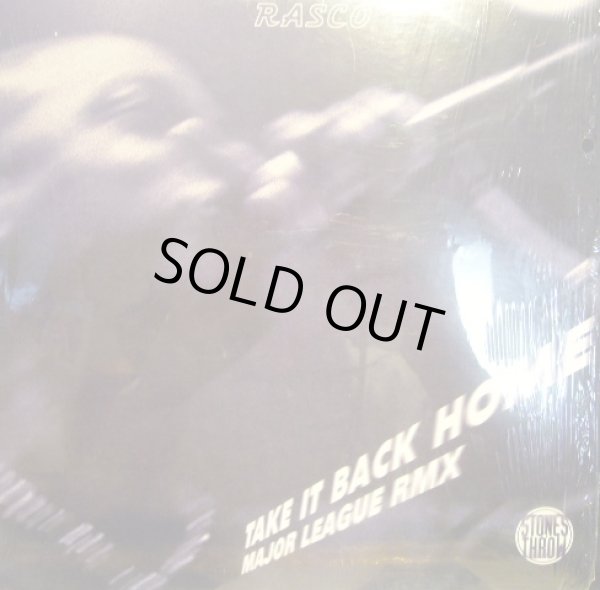 RASCO
SOLD OUT
TAKE IT BACK HOME
MAJOR LEAGUE RMX
STONES
THROW